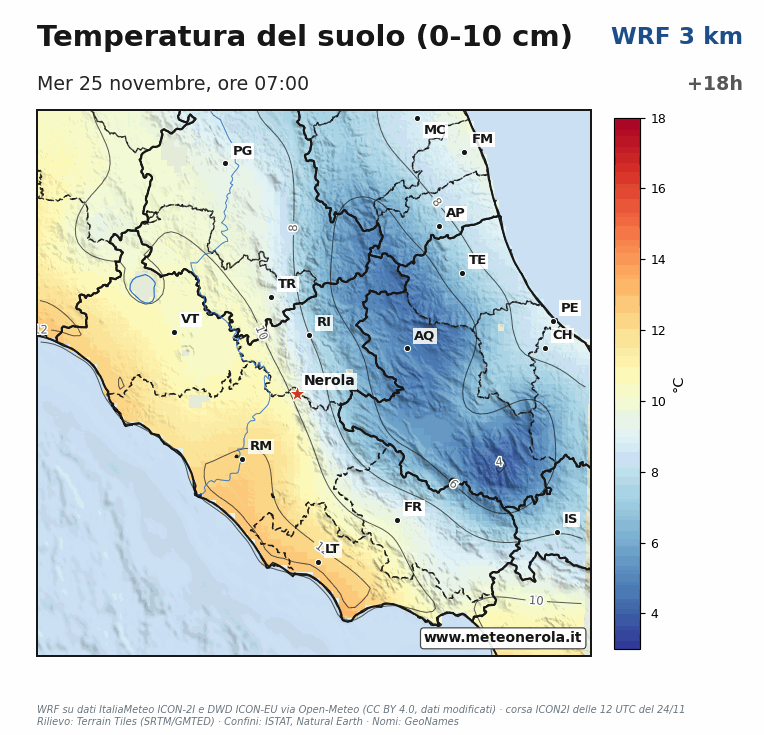 Temperatura del suolo (0-10 cm)
WRF 3 km
Mer 25 novembre, ore 07:00
+18h
MC
FM
PG
8
AP
8
TE
TR
PE
VT
RI
10
AQ
CH
12
Nerola
RM
4
6
FR
IS
LT
10
www.meteonerola.it
18
16
14
12
10
8
6
4
°C
WRF su dati ItaliaMeteo ICON-2I e DWD ICON-EU via Open-Meteo (CC BY 4.0, dati modificati) · corsa ICON2I delle 12 UTC del 24/11
Rilievo: Terrain Tiles (SRTM/GMTED) · Confini: ISTAT, Natural Earth · Nomi: GeoNames